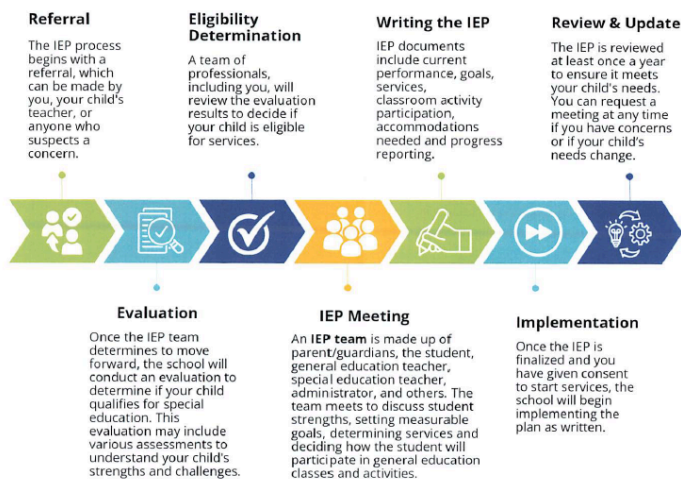 Referral
The IEP process
begins with a
referral, which
can be made by
you, your child's
teacher, or
anyone who
suspects a
concern.
Eligibility
Determination
A team of
professionals,
including you, will
review the evaluation
results to decide if
your child is eligible
for services.
Writing the IEP
IEP documents
include current
performance, goals,
services,
classroom activity
participation,
accommodations
needed and progress
reporting.
Review & Update
The IEP is reviewed
at least once a year
to ensure it meets
your child's needs.
You can request a
meeting at any time
if you have concerns
or if your child's
needs change.
Evaluation
Once the IEP team
determines to move
forward, the school will
conduct an evaluation to
determine if your child
qualifies for special
education. This
evaluation may include
various assessments to
understand your child's
strengths and challenges.
IEP Meeting
An IEP team is made up of
parent/guardians, the student,
general education teacher,
special education teacher,
administrator, and others. The
team meets to discuss student
strengths, setting measurable
goals, determining services and
deciding how the student will
participate in general education
classes and activities.
Implementation
Once the IEP is
finalized and you
have given consent
to start services, the
school will begin
implementing the
plan as written.